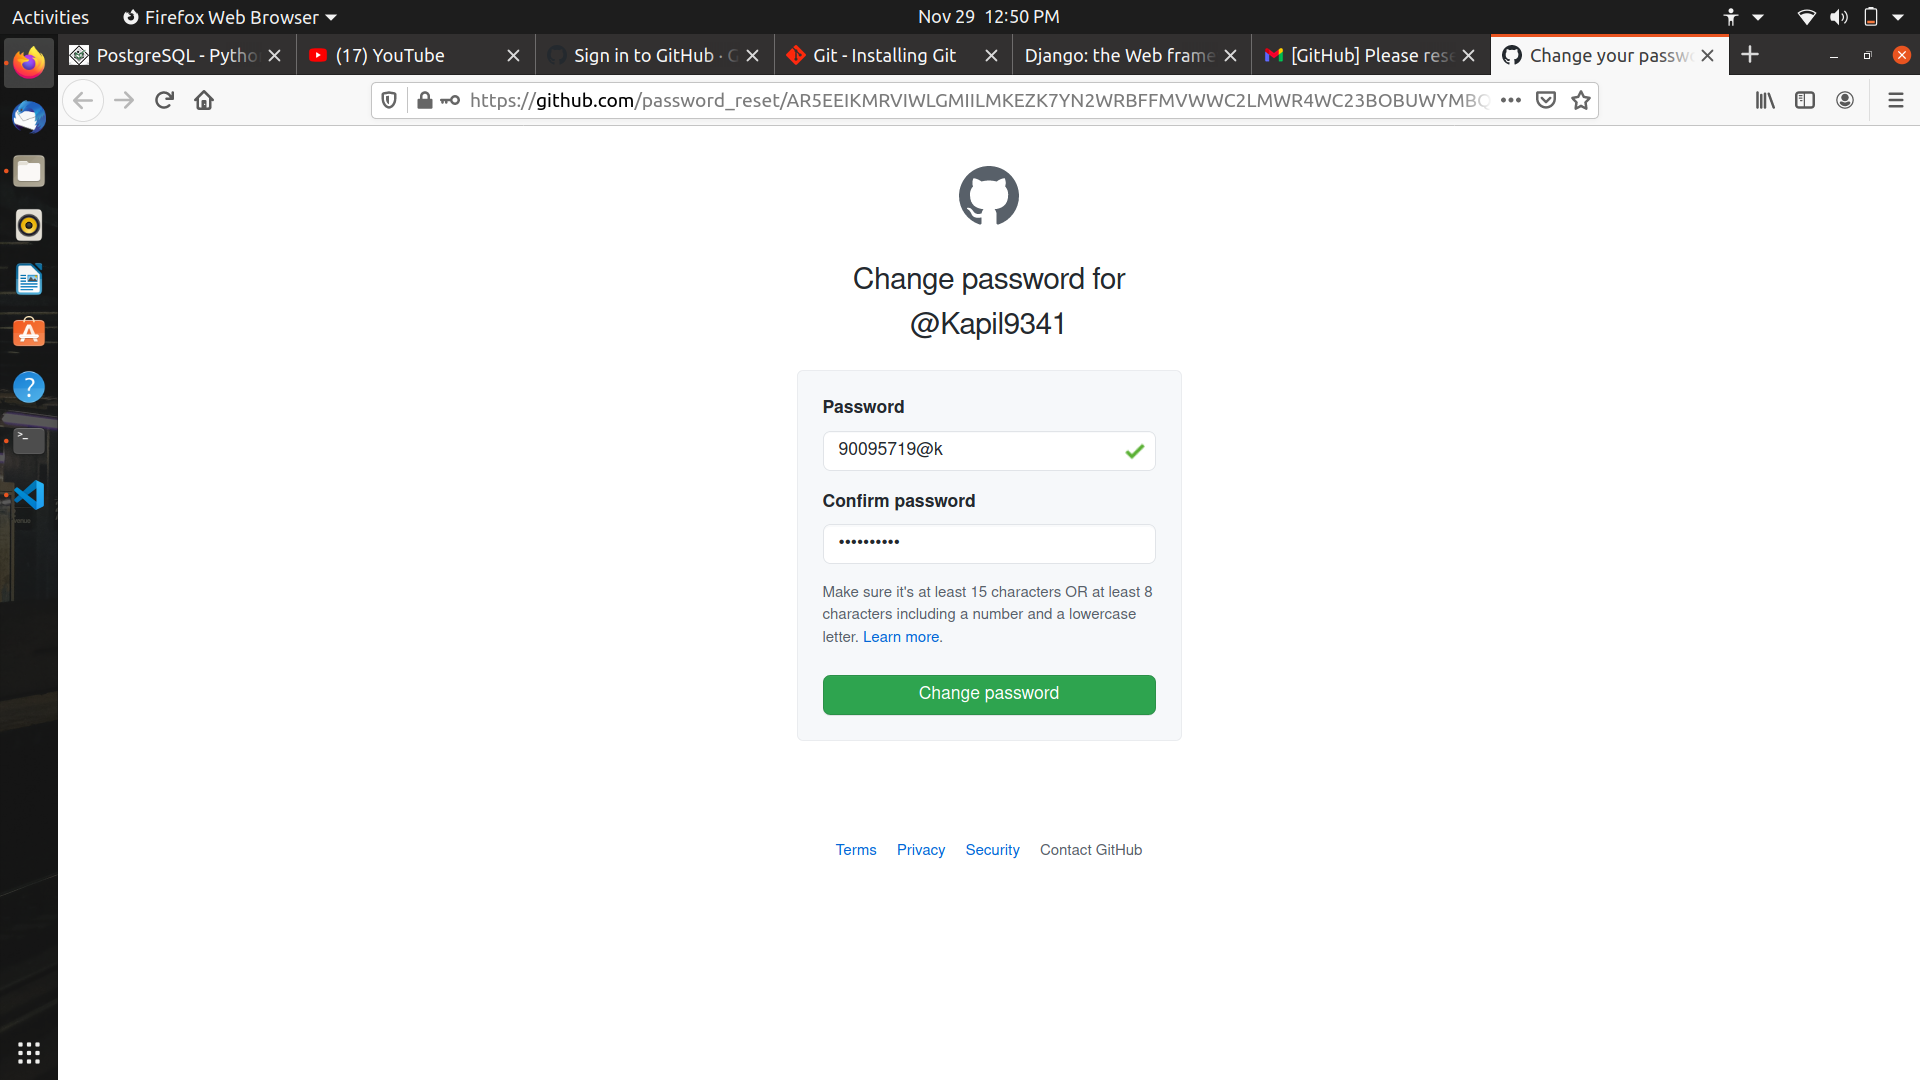 Activities
Firefox Web Browser
Nov 29 12:50 PM
PostgreSQL - Pytho
(17) YouTube
Sign in to GitHub · G
Git - Installing Git
Django: the Web frame
[GitHub] Please rese
Change your passwo
https://github.com/password_reset/AR5EEIKMRVIWLGMIILMKEZK7YN2WRBFFMVWWC2LMWR4WC23BOBUWYMBQ
Change password for
@Kapil9341
Password
90095719@k
Confirm password
••••••••••
Make sure it's at least 15 characters OR at least 8
characters including a number and a lowercase
letter. Learn more.
Change password
Terms
Privacy
Security
Contact GitHub